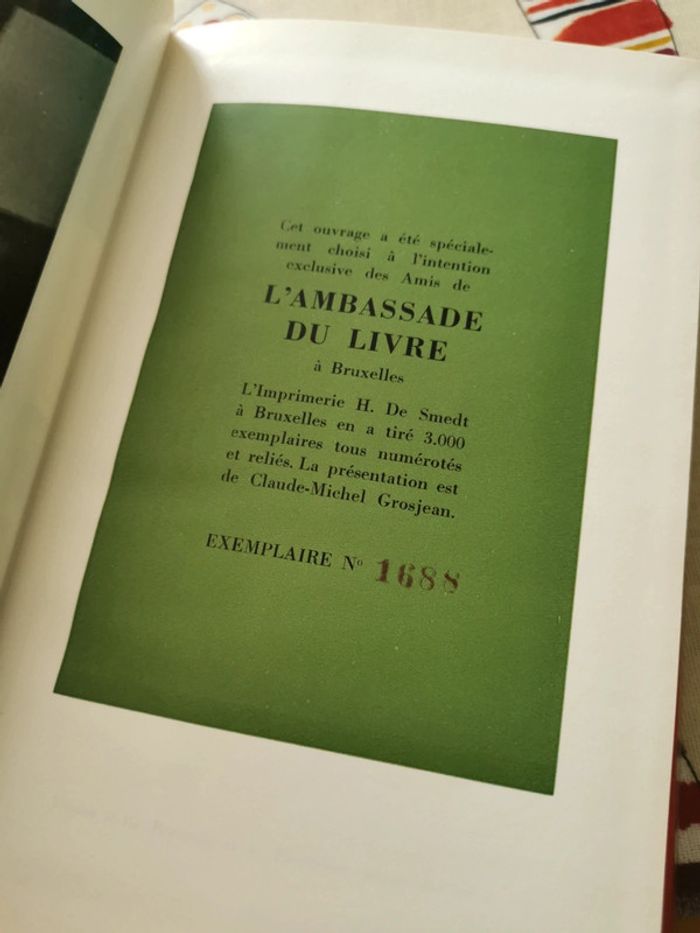 Cet ouvrage a été spéciale-
ment choisi à l'intention
exclusive des Amis de
L'AMBASSADE
DU LIVRE
à Bruxelles
L'Imprimerie H. De Smedt
à Bruxelles en a tiré 3.000
exemplaires tous numérotés
et reliés. La présentation est
de Claude-Michel Grosjean.
EXEMPLAIRE Nº 1688